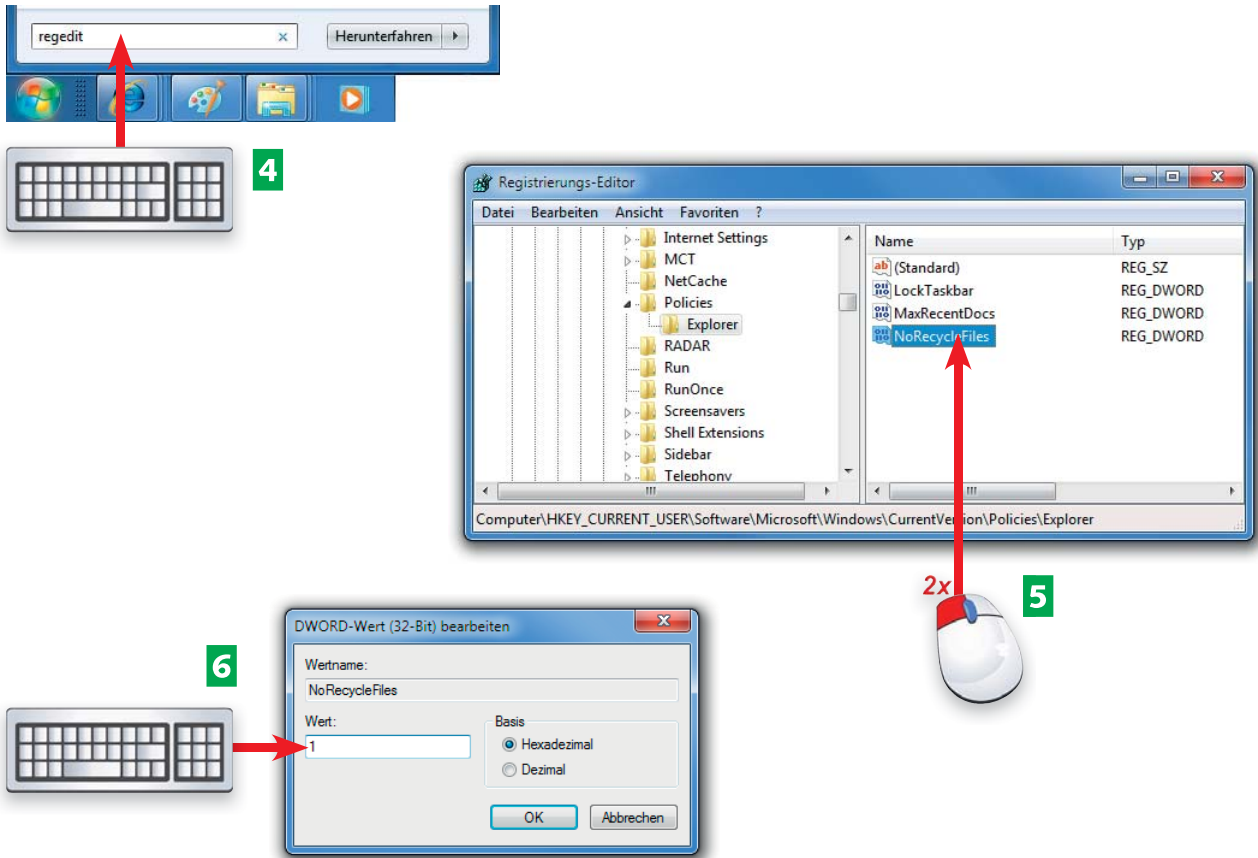 regedit
Herunterfahren
4
Registrierungs-Editor
Datei Bearbeiten Ansicht Favoriten ?
Internet Settings
MCT
NetCache
Policies
Explorer
RADAR
Run
RunOnce
Screensavers
Shell Extensions
Sidebar
Telephony
Name Typ
(Standard) REG_SZ
LockTaskbar REG_DWORD
MaxRecentDocs REG_DWORD
NoRecycleFiles REG_DWORD
Computer\HKEY_CURRENT_USER\Software\Microsoft\Windows\CurrentVersion\Policies\Explorer
2x
5
DWORD-Wert (32-Bit) bearbeiten
6
Wertname:
NoRecycleFiles
Wert: Basis
1 Hexadezimal
Dezimal
OK Abbrechen